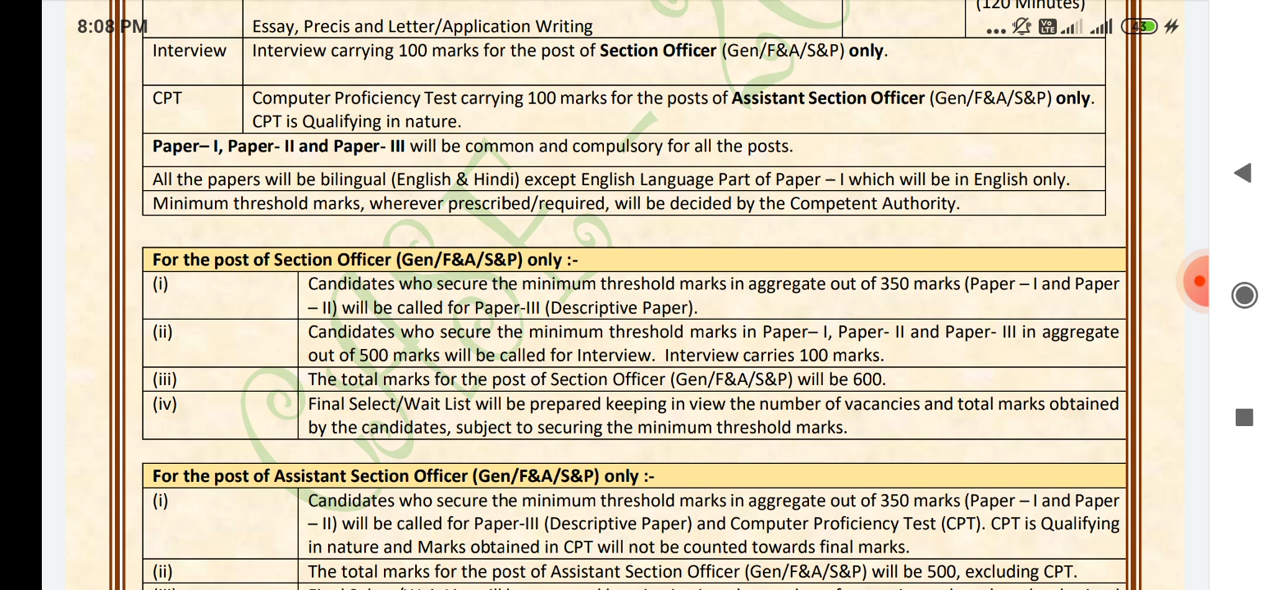 (120 Minutes)
8:08 PM
Essay, Precis and Letter/Application Writing
Vo LTE
43
Interview Interview carrying 100 marks for the post of Section Officer (Gen/F&A/S&P) only.
CPT Computer Proficiency Test carrying 100 marks for the posts of Assistant Section Officer (Gen/F&A/S&P) only.
CPT is Qualifying in nature.
Paper– I, Paper- II and Paper- III will be common and compulsory for all the posts.
All the papers will be bilingual (English & Hindi) except English Language Part of Paper – I which will be in English only.
Minimum threshold marks, wherever prescribed/required, will be decided by the Competent Authority.
For the post of Section Officer (Gen/F&A/S&P) only :-
(i) Candidates who secure the minimum threshold marks in aggregate out of 350 marks (Paper – I and Paper
– II) will be called for Paper-III (Descriptive Paper).
(ii) Candidates who secure the minimum threshold marks in Paper– I, Paper- II and Paper- III in aggregate
out of 500 marks will be called for Interview. Interview carries 100 marks.
(iii) The total marks for the post of Section Officer (Gen/F&A/S&P) will be 600.
(iv) Final Select/Wait List will be prepared keeping in view the number of vacancies and total marks obtained
by the candidates, subject to securing the minimum threshold marks.
For the post of Assistant Section Officer (Gen/F&A/S&P) only :-
(i) Candidates who secure the minimum threshold marks in aggregate out of 350 marks (Paper – I and Paper
– II) will be called for Paper-III (Descriptive Paper) and Computer Proficiency Test (CPT). CPT is Qualifying
in nature and Marks obtained in CPT will not be counted towards final marks.
(ii) The total marks for the post of Assistant Section Officer (Gen/F&A/S&P) will be 500, excluding CPT.